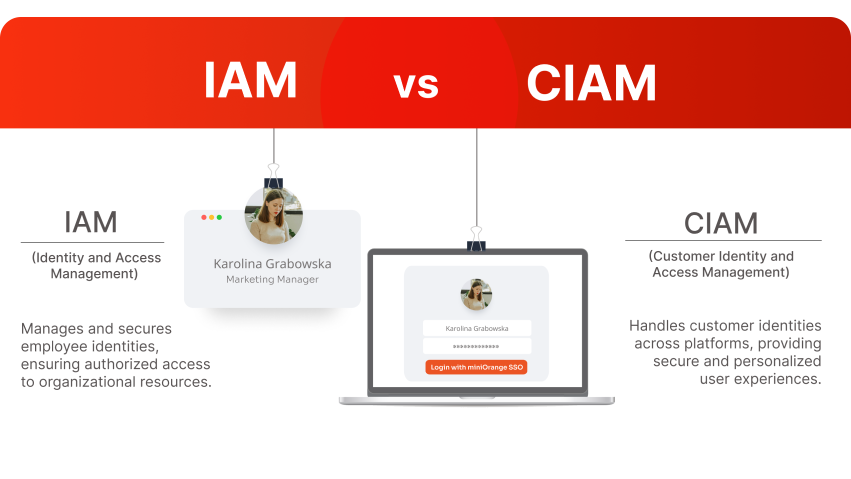 IAM vs CIAM
IAM
(Identity and Access
Management)
Manages and secures
employee identities,
ensuring authorized access
to organizational resources.
Karolina Grabowska
Marketing Manager
Karolina Grabowska
*************
Login with miniOrange SSO
CIAM
(Customer Identity and
Access Management)
Handles customer identities
across platforms, providing
secure and personalized
user experiences.